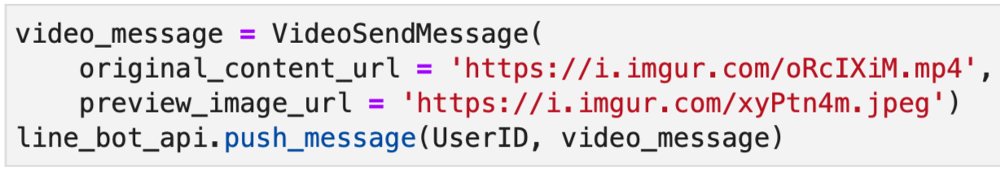 video_message = VideoSendMessage(
    original_content_url = 'https://i.imgur.com/oRcIXiM.mp4',
    preview_image_url = 'https://i.imgur.com/xyPtn4m.jpeg')
line_bot_api.push_message(UserID, video_message)